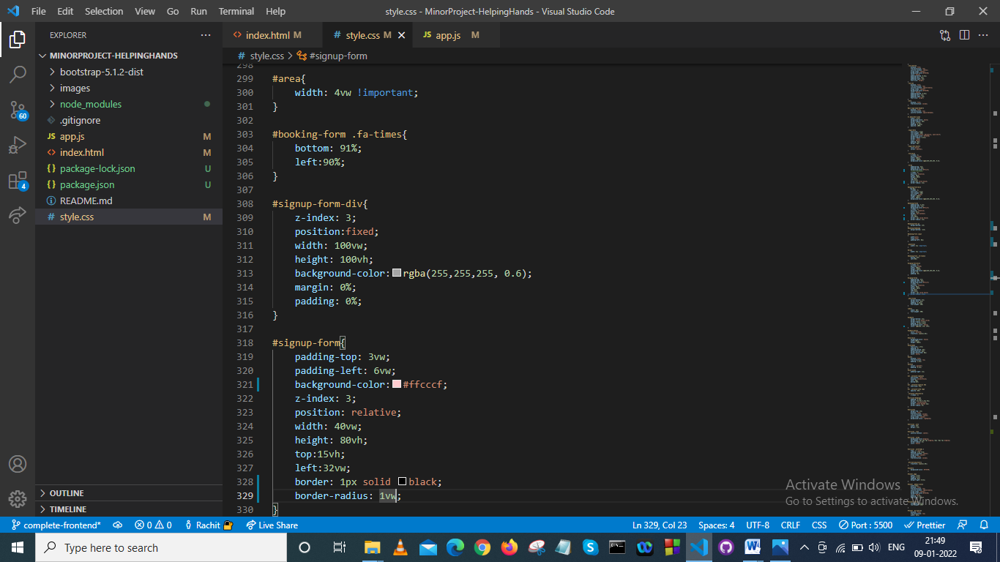 File Edit Selection View Go Run Terminal Help style.css - MinorProject-HelpingHands - Visual Studio Code
EXPLORER
index.html M
style.css M
JS app.js M
# style.css > #signup-form
MINORPROJECT-HELPINGHANDS
bootstrap-5.1.2-dist
images
node_modules
.gitignore
JS app.js M
index.html M
{} package-lock.json U
{} package.json U
README.md
# style.css M
60
4
OUTLINE
TIMELINE
298
299 #area{
300 width: 4vw !important;
301 }
302
303 #booking-form .fa-times{
304 bottom: 91%;
305 left:90%;
306 }
307
308 #signup-form-div{
309 z-index: 3;
310 position:fixed;
311 width: 100vw;
312 height: 100vh;
313 background-color: rgba(255,255,255, 0.6);
314 margin: 0%;
315 padding: 0%;
316 }
317
318 #signup-form{
319 padding-top: 3vw;
320 padding-left: 6vw;
321 background-color: #ffcccf;
322 z-index: 3;
323 position: relative;
324 width: 40vw;
325 height: 80vh;
326 top:15vh;
327 left:32vw;
328 border: 1px solid black;
329 border-radius: 1vw;
330 }
Activate Windows
Go to Settings to activate Windows.
complete-frontend* 0 0 Rachit Live Share Ln 329, Col 23 Spaces: 4 UTF-8 CRLF CSS Port : 5500 Prettier
Type here to search
ENG
21:49
09-01-2022